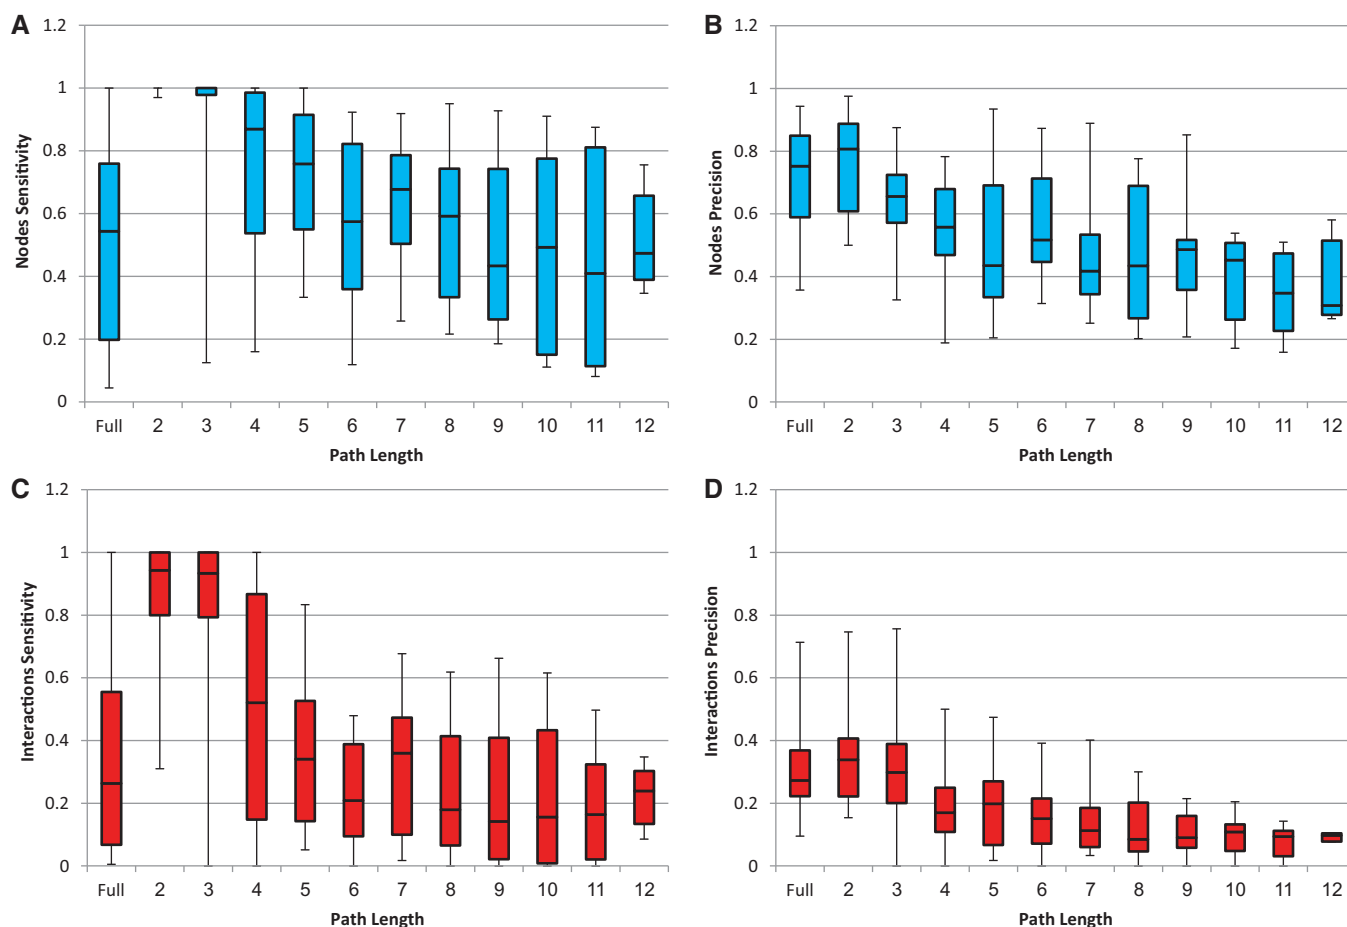 A
Nodes Sensitivity
1.2
1
0.8
0.6
0.4
0.2
0
Full 2 3 4 5 6 7 8 9 10 11 12
Path Length
B
Nodes Precision
1.2
1
0.8
0.6
0.4
0.2
0
Full 2 3 4 5 6 7 8 9 10 11 12
Path Length
C
Interactions Sensitivity
1.2
1
0.8
0.6
0.4
0.2
0
Full 2 3 4 5 6 7 8 9 10 11 12
Path Length
D
Interactions Precision
1.2
1
0.8
0.6
0.4
0.2
0
Full 2 3 4 5 6 7 8 9 10 11 12
Path Length